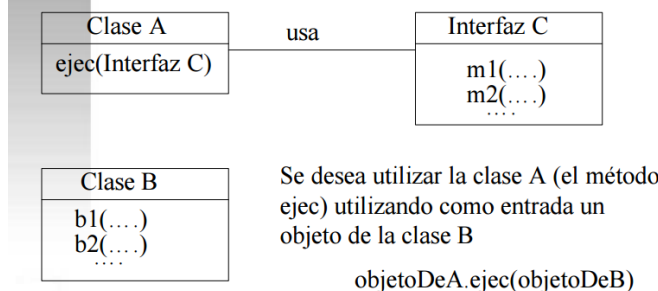 Clase A
ejec(Interfaz C)
usa
Interfaz C
m1(....)
m2(....)
....
Clase B
b1(....)
b2(....)
....
Se desea utilizar la clase A (el método
ejec) utilizando como entrada un
objeto de la clase B
objetoDeA.ejec(objetoDeB)